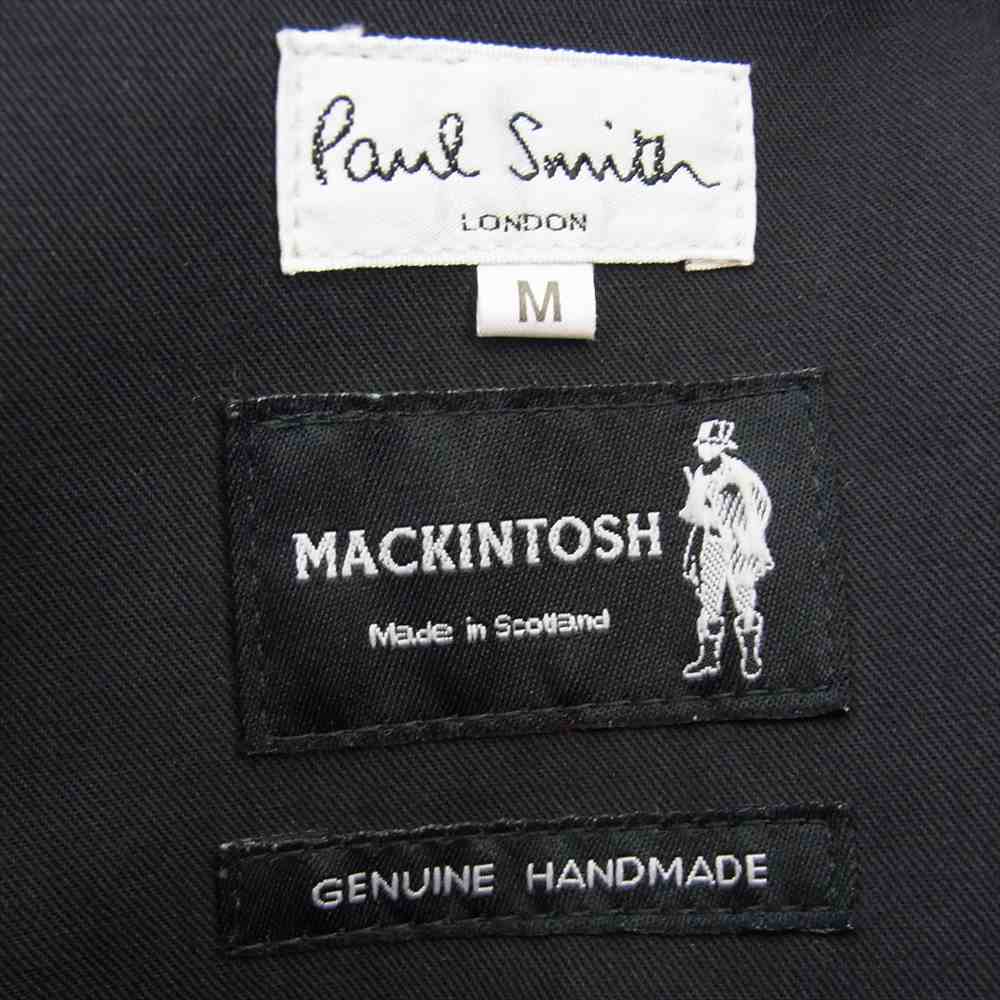 Paul Smith
LONDON
M
MACKINTOSH
Made in Scotland
GENUINE HANDMADE